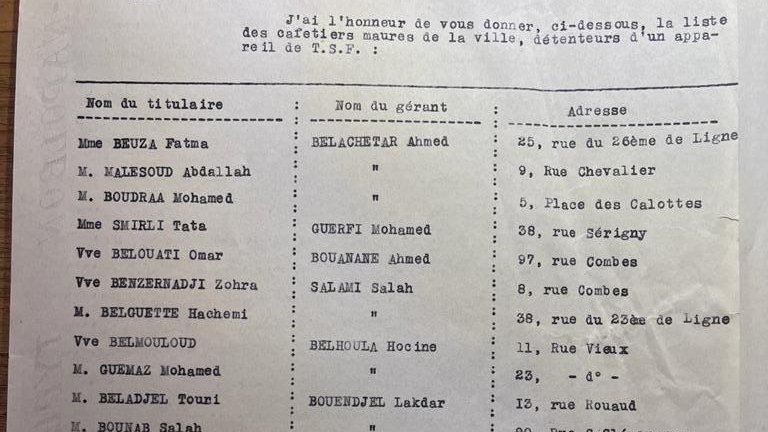 J'ai l'honneur de vous donner, ci-dessous, la liste
des cafetiers maures de la ville, détenteurs d'un appa-
reil de T.S.F. :
Nom du titulaire : Nom du gérant : Adresse
Mme BEUZA Fatma : BELACHETAR Ahmed : 25, rue du 26ème de Ligne
M. MALESOUD Abdallah : " : 9, Rue Chevalier
M. BOUDRAA Mohamed : " : 5, Place des Calottes
Mme SMIRLI Tata : GUERFI Mohamed : 38, rue Sérigny
Vve BELOUATI Omar : BOUANANE Ahmed : 97, rue Combes
Vve BENZERNADJI Zohra : SALAMI Salah : 8, rue Combes
M. BELGUETTE Hachemi : " : 38, rue du 23ème de Ligne
Vve BELMOULOUD : BELHOULA Hocine : 11, Rue Vieux
M. GUEMAZ Mohamed : " : 23, - d° -
M. BELADJEL Touri : BOUENDJEL Lakdar : 13, rue Rouaud
M. BOUNAB Salah : " : Rue